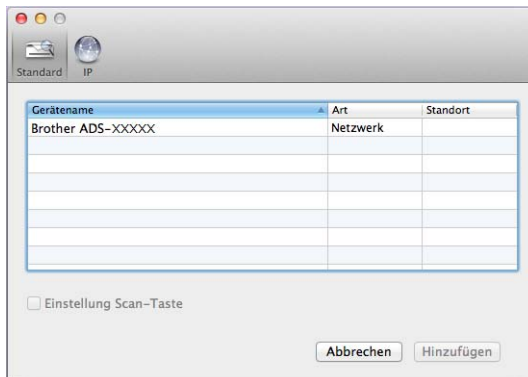 Standard IP
Gerätename Art Standort
Brother ADS-XXXXX Netzwerk
Einstellung Scan-Taste
Abbrechen Hinzufügen